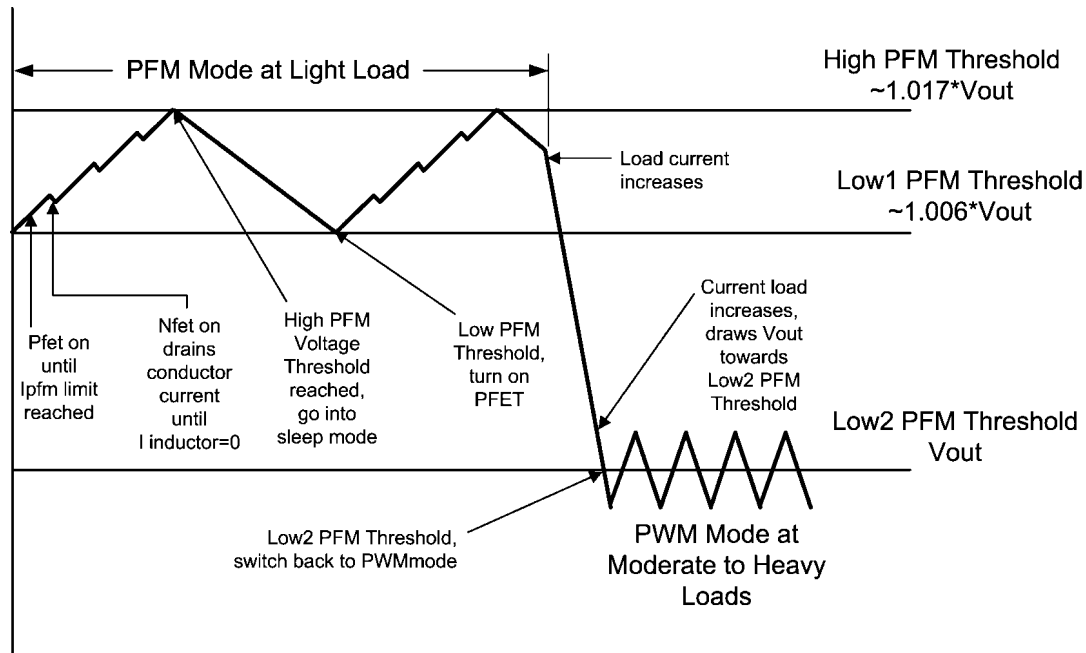 PFM Mode at Light Load
High PFM Threshold
~1.017*Vout
Load current
increases
Low1 PFM Threshold
~1.006*Vout
Pfet on
until
Ipfm limit
reached
Nfet on
drains
conductor
current
until
I inductor=0
High PFM
Voltage
Threshold
reached,
go into
sleep mode
Low PFM
Threshold,
turn on
PFET
Current load
increases,
draws Vout
towards
Low2 PFM
Threshold
Low2 PFM Threshold
Vout
Low2 PFM Threshold,
switch back to PWMmode
PWM Mode at
Moderate to Heavy
Loads